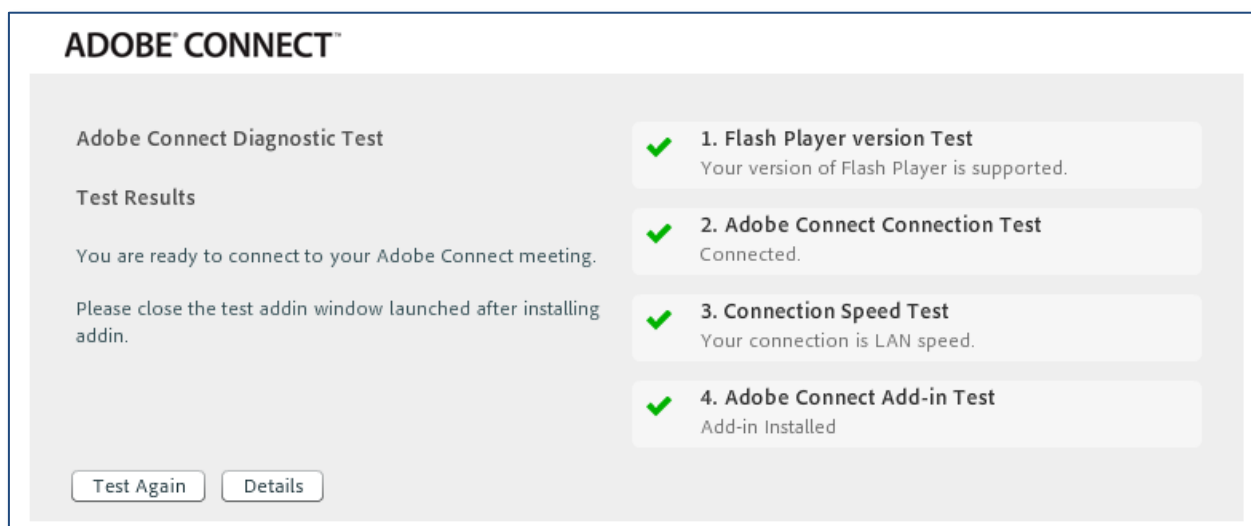 ADOBE® CONNECT™
Adobe Connect Diagnostic Test
Test Results
You are ready to connect to your Adobe Connect meeting.
Please close the test addin window launched after installing
addin.
1. Flash Player version Test
Your version of Flash Player is supported.
2. Adobe Connect Connection Test
Connected.
3. Connection Speed Test
Your connection is LAN speed.
4. Adobe Connect Add-in Test
Add-in Installed
Test Again
Details